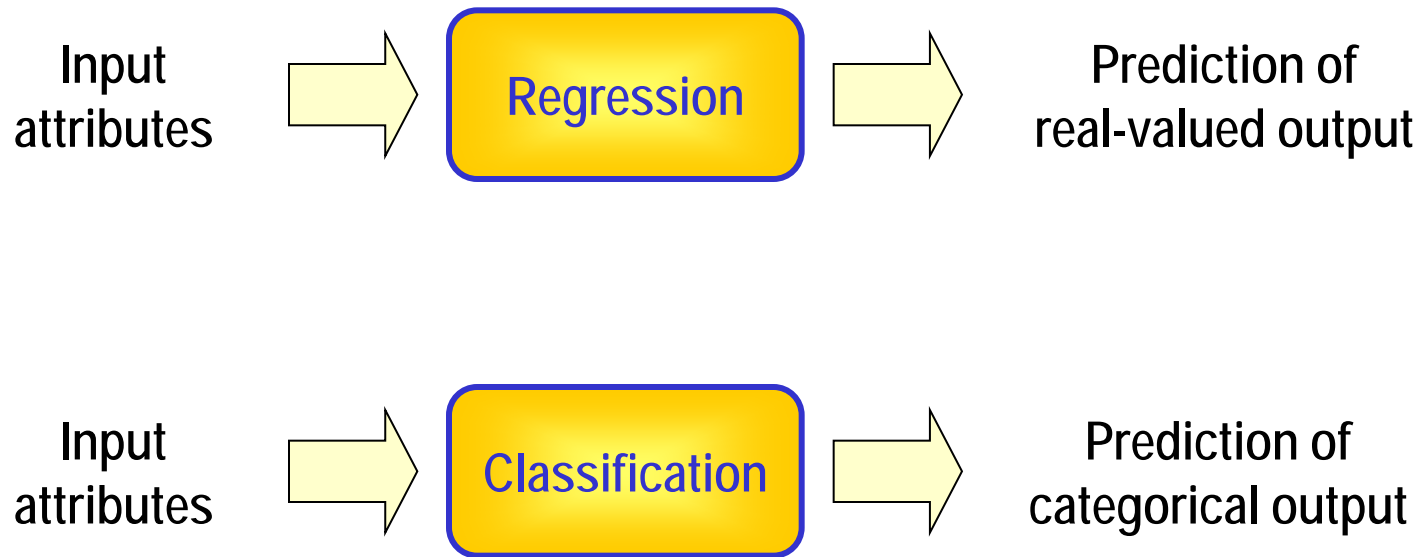 Input
attributes
Regression
Prediction of
real-valued output
Input
attributes
Classification
Prediction of
categorical output